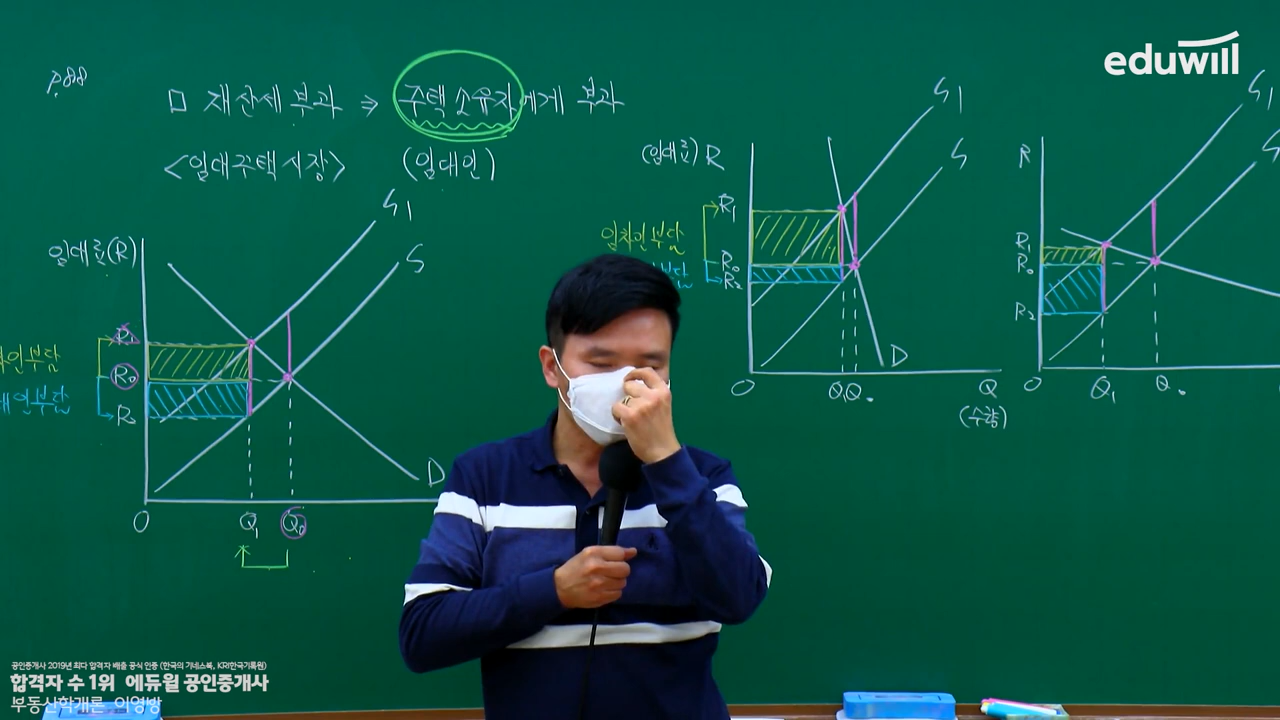 eduwill
P.88
□ 재산세 부과 ⇒ 주택 소유자에게 부과
<임대주택시장> (임대인)
임대료(R)
S1
S
R0
D
0
Q1
Q0
(임대료) R
S1
S
R1
임차인 부담
R0
R2
D
0
Q1
Q0
Q
(수량)
R
S1
S
R1
R0
R2
0
Q1
Q0
공인중개사 2019년 최다 합격자 배출 공식 인증 (한국의 기네스북, KRI한국기록원)
합격자 수 1위 에듀윌 공인중개사
부동산학개론 이영방